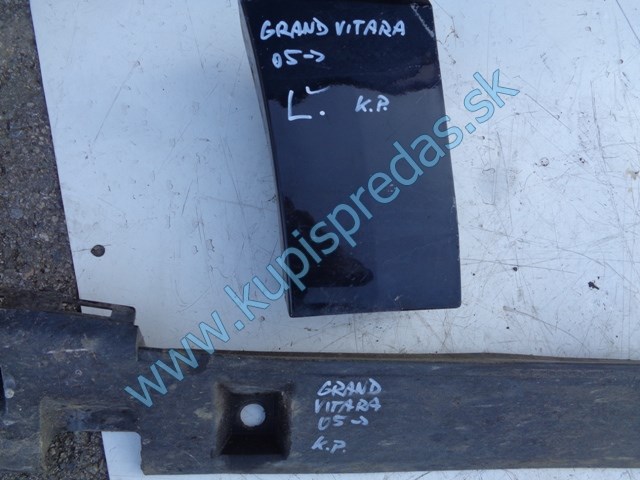 GRAND VITARA
05->
Ľ. K.P.
www.kupispredas.sk
GRAND
VITARA
05->
K.P.